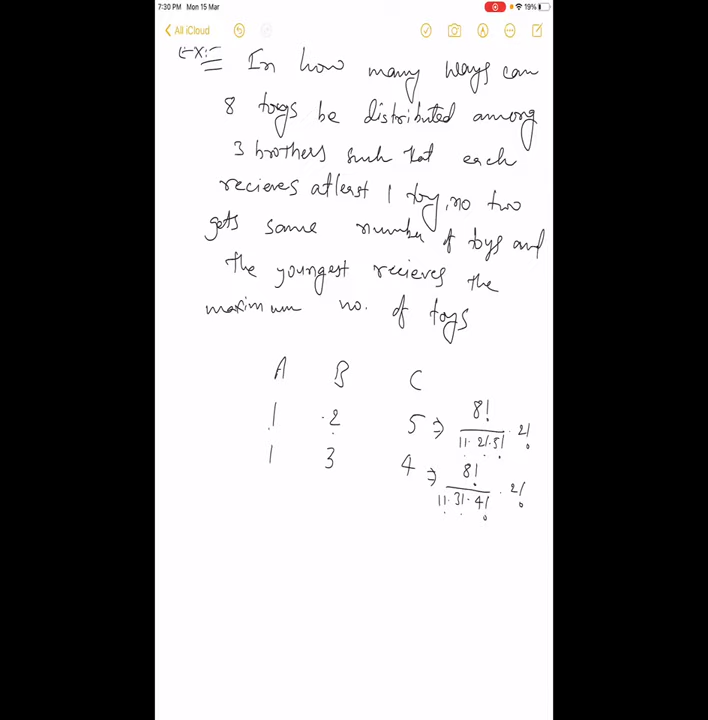 7:30 PM Mon 15 Mar
19%
All iCloud
Ex:-
In how many ways can
8 toys be distributed among
3 brothers such that each
recieves atleast 1 toy, no two
gets same number of toys and
the youngest recieves the
maximum no. of toys
A B C
1 2 5 ⇒ 8!/(1!·2!·5!) · 2!
1 3 4 ⇒ 8!/(1!·3!·4!) · 2!